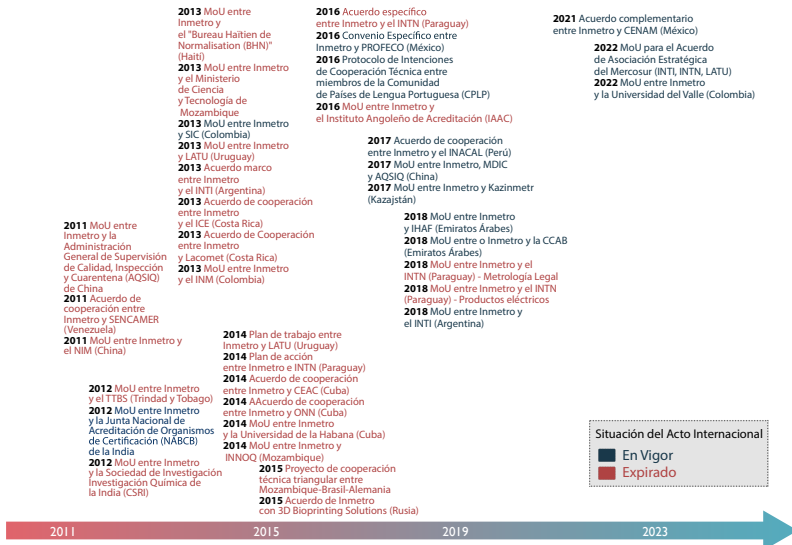 2011 MoU entre
Inmetro y la
Administración
General de Supervisión
de Calidad, Inspección
y Cuarentena (AQSIQ)
de China
2011 Acuerdo de
cooperación entre
Inmetro y SENCAMER
(Venezuela)
2011 MoU entre Inmetro y
el NIM (China)
2012 MoU entre Inmetro
y el TTBS (Trindad y Tobago)
2012 MoU entre Inmetro
y la Junta Nacional de
Acreditación de Organismos
de Certificación (NABCB)
de la India
2012 MoU entre Inmetro
y la Sociedad de Investigación
Investigación Química de
la India (CSRI)
2013 MoU entre
Inmetro y
el "Bureau Haïtien de
Normalisation (BHN)"
(Haití)
2013 MoU entre Inmetro
y el Ministerio
de Ciencia
y Tecnología de
Mozambique
2013 MoU entre Inmetro
y SIC (Colombia)
2013 MoU entre Inmetro
y LATU (Uruguay)
2013 Acuerdo marco
entre Inmetro
y el INTI (Argentina)
2013 Acuerdo de cooperación
entre Inmetro
y el ICE (Costa Rica)
2013 Acuerdo de Cooperación
entre Inmetro
y Lacomet (Costa Rica)
2013 MoU entre Inmetro
y el INM (Colombia)
2014 Plan de trabajo entre
Inmetro y LATU (Uruguay)
2014 Plan de acción
entre Inmetro e INTN (Paraguay)
2014 Acuerdo de cooperación
entre Inmetro y CEAC (Cuba)
2014 AAcuerdo de cooperación
entre Inmetro y ONN (Cuba)
2014 MoU entre Inmetro
y la Universidad de la Habana (Cuba)
2014 MoU entre Inmetro y
INNOQ (Mozambique)
2015 Proyecto de cooperación
técnica triangular entre
Mozambique-Brasil-Alemania
2015 Acuerdo de Inmetro
con 3D Bioprinting Solutions (Rusia)
2016 Acuerdo específico
entre Inmetro y el INTN (Paraguay)
2016 Convenio Específico entre
Inmetro y PROFECO (México)
2016 Protocolo de Intenciones
de Cooperación Técnica entre
miembros de la Comunidad
de Países de Lengua Portuguesa (CPLP)
2016 MoU entre Inmetro y
el Instituto Angoleño de Acreditación (IAAC)
2017 Acuerdo de cooperación
entre Inmetro y el INACAL (Perú)
2017 MoU entre Inmetro, MDIC
y AQSIQ (China)
2017 MoU entre Inmetro y Kazinmetr
(Kazajstán)
2018 MoU entre Inmetro
y IHAF (Emiratos Árabes)
2018 MoU entre o Inmetro y la CCAB
(Emiratos Árabes)
2018 MoU entre Inmetro y el
INTN (Paraguay) - Metrología Legal
2018 MoU entre Inmetro y el INTN
(Paraguay) - Productos eléctricos
2018 MoU entre Inmetro y
el INTI (Argentina)
2021 Acuerdo complementario
entre Inmetro y CENAM (México)
2022 MoU para el Acuerdo
de Asociación Estratégica
del Mercosur (INTI, INTN, LATU)
2022 MoU entre Inmetro
y la Universidad del Valle (Colombia)
Situación del Acto Internacional
En Vigor
Expirado
2011
2015
2019
2023